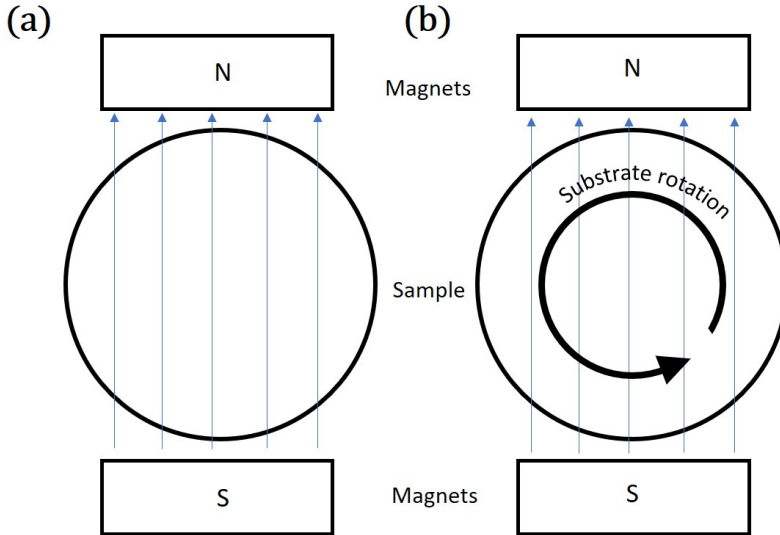 (a)
(b)
N
Magnets
N
Substrate rotation
Sample
S
Magnets
S